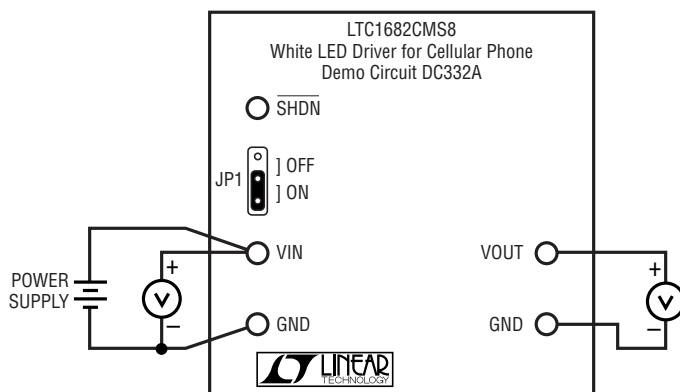 LTC1682CMS8
White LED Driver for Cellular Phone
Demo Circuit DC332A
SHDN
JP1
] OFF
] ON
VIN
VOUT
POWER
SUPPLY
+
V
–
+
V
–
GND
GND
LT LINEAR
TECHNOLOGY